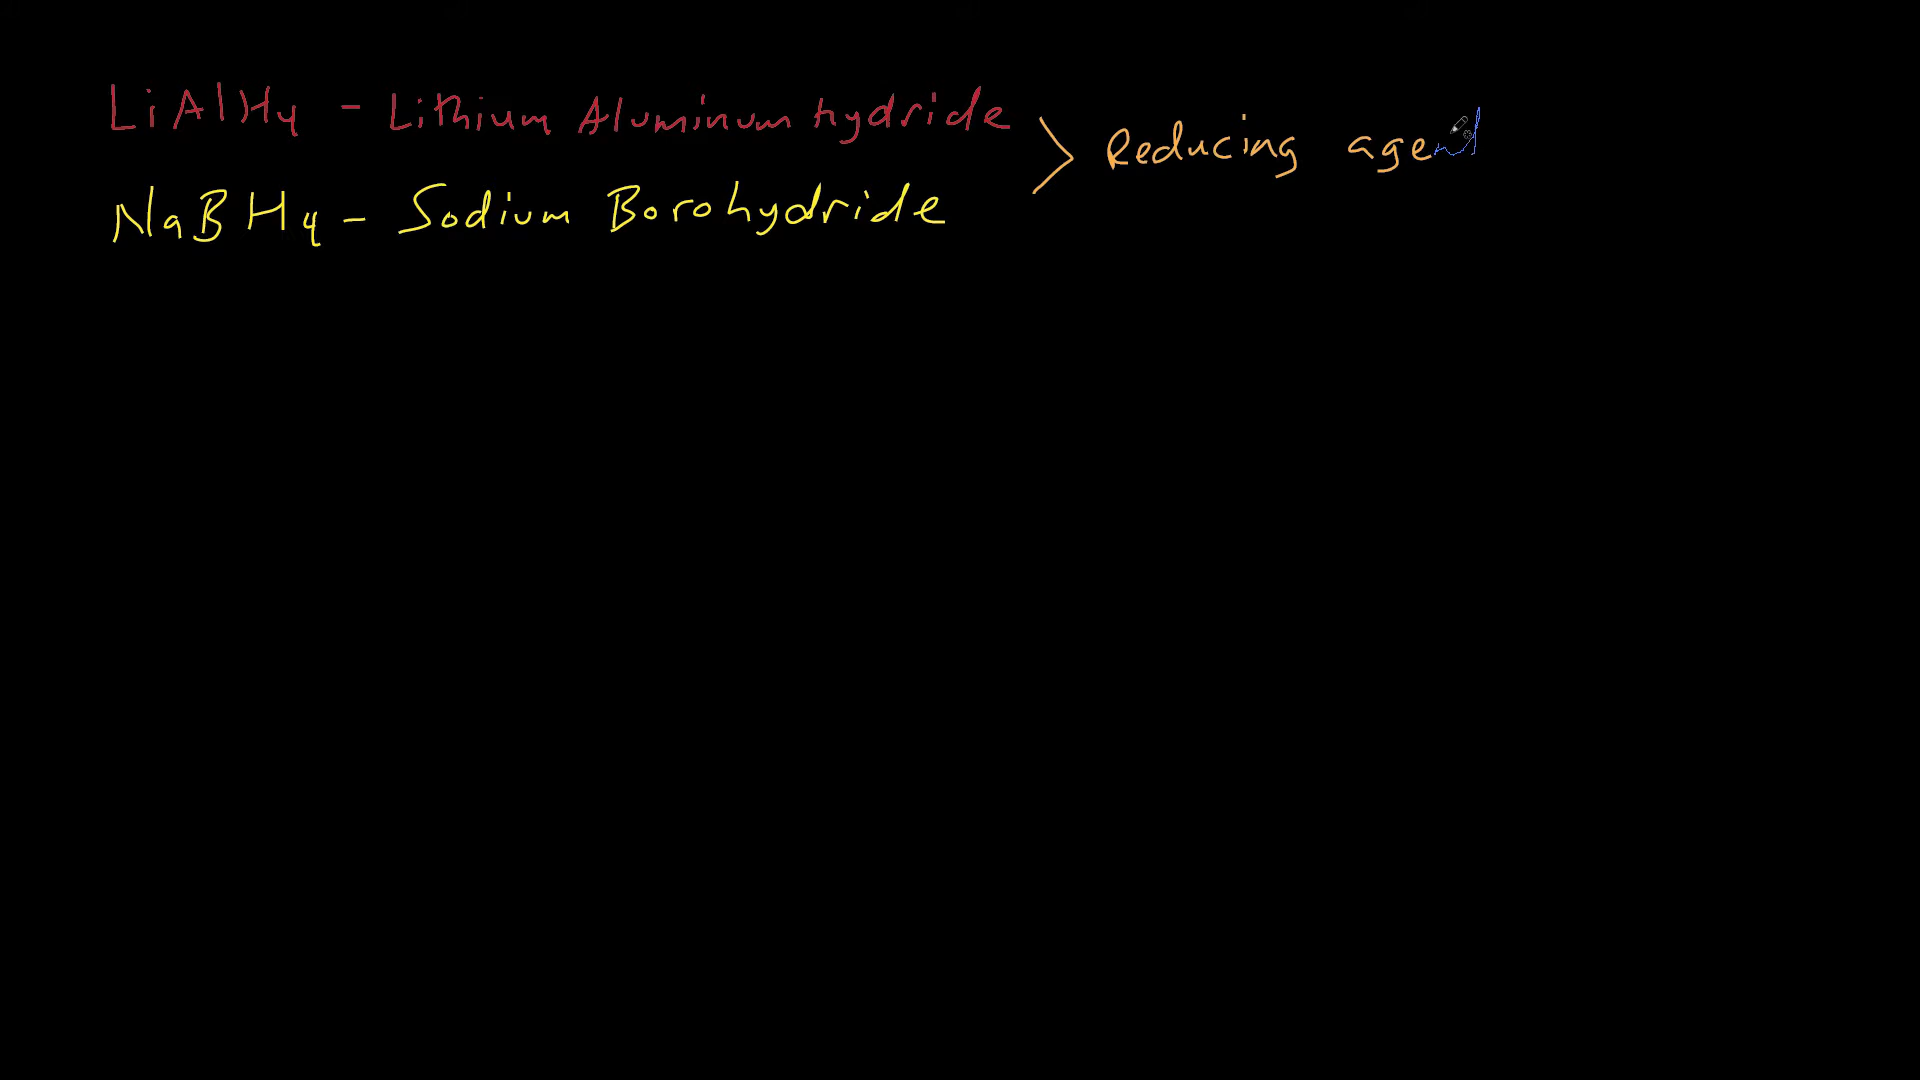 LiAlH4 - Lithium Aluminum hydride
Reducing agent
NaBH4 - Sodium Borohydride